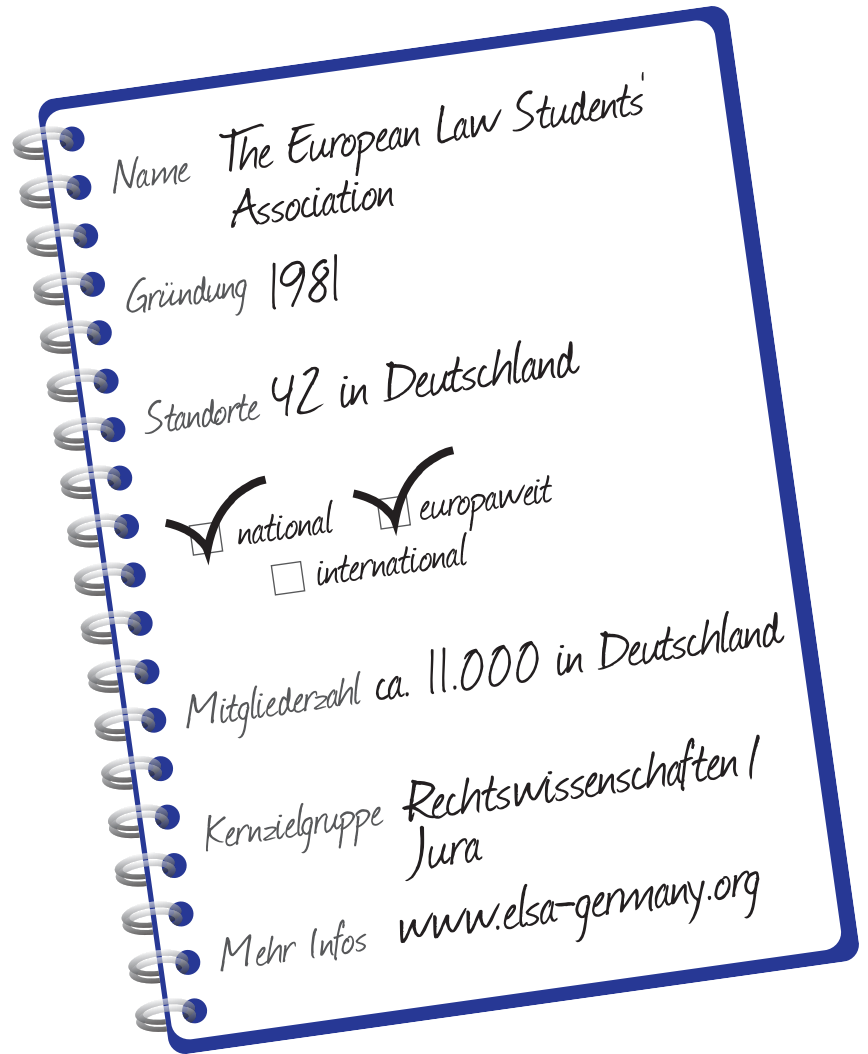 Name The European Law Students'
Association
Gründung 1981
Standorte 42 in Deutschland
national europaweit
international
Mitgliederzahl ca. 11.000 in Deutschland
Kernzielgruppe Rechtswissenschaften /
Jura
Mehr Infos www.elsa-germany.org